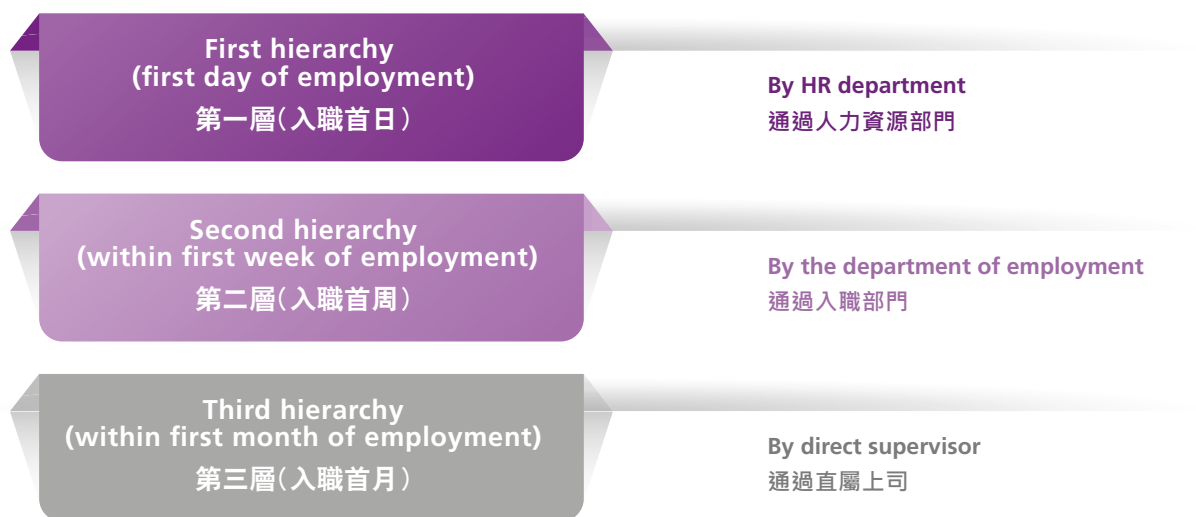 First hierarchy
(first day of employment)
第一層（入職首日）
By HR department
通過人力資源部門
Second hierarchy
(within first week of employment)
第二層（入職首周）
By the department of employment
通過入職部門
Third hierarchy
(within first month of employment)
第三層（入職首月）
By direct supervisor
通過直屬上司